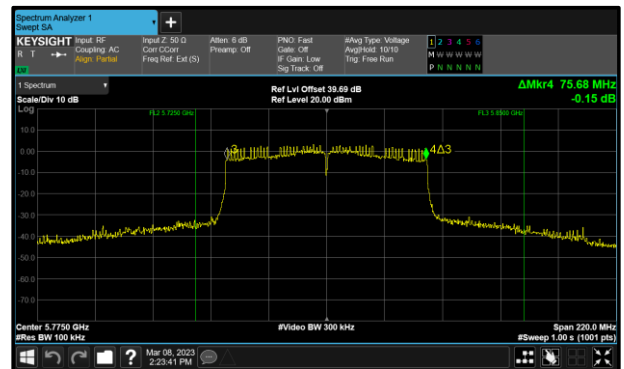 Spectrum Analyzer 1
Swept SA
+
KEYSIGHT Input: RF Input Z: 50 Ω Atten: 6 dB PNO: Fast #Avg Type: Voltage 1 2 3 4 5 6
R T Coupling: AC Corr CCorr Preamp: Off Gate: Off Avg|Hold: 10/10 M W W W W W
Align: Partial Freq Ref: Ext (S) IF Gain: Low Trig: Free Run
Sig Track: Off P N N N N N
LXI
1 Spectrum Ref Lvl Offset 39.69 dB ΔMkr4 75.68 MHz
Scale/Div 10 dB Ref Level 20.00 dBm -0.15 dB
Log
FL2 5.7250 GHz FL3 5.8500 GHz
10.0
0.00 3 4Δ3
-10.0
-20.0
-30.0
-40.0
-50.0
-60.0
-70.0
Center 5.7750 GHz #Video BW 300 kHz Span 220.0 MHz
#Res BW 100 kHz #Sweep 1.00 s (1001 pts)
? Mar 08, 2023
2:23:41 PM